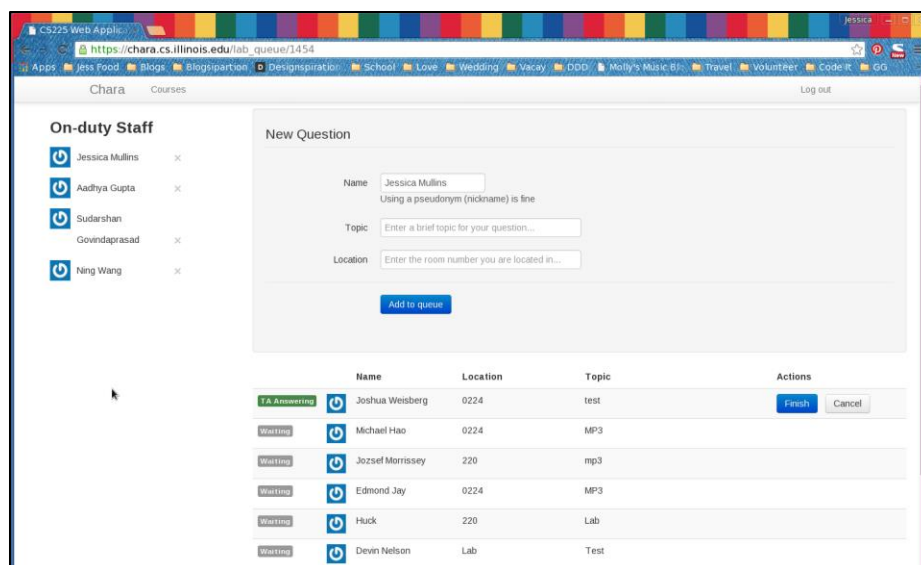 Jessica
CS225 Web Applic
https://chara.cs.illinois.edu/lab_queue/1454
Apps Jess Food Blogs Blogsipartion Designspiration School Love Wedding Vacay DDD Molly's Music Travel Volunteer Code It GG
Chara Courses Log out
On-duty Staff
Jessica Mullins
Aadhya Gupta
Sudarshan
Govindaprasad
Ning Wang
New Question
Name Jessica Mullins
Using a pseudonym (nickname) is fine
Topic Enter a brief topic for your question...
Location Enter the room number you are located in...
Add to queue
Name Location Topic Actions
TA Answering Joshua Weisberg 0224 test Finish Cancel
Waiting Michael Hao 0224 MP3
Waiting Jozsef Morrissey 220 mp3
Waiting Edmond Jay 0224 MP3
Waiting Huck 220 Lab
Waiting Devin Nelson Lab Test